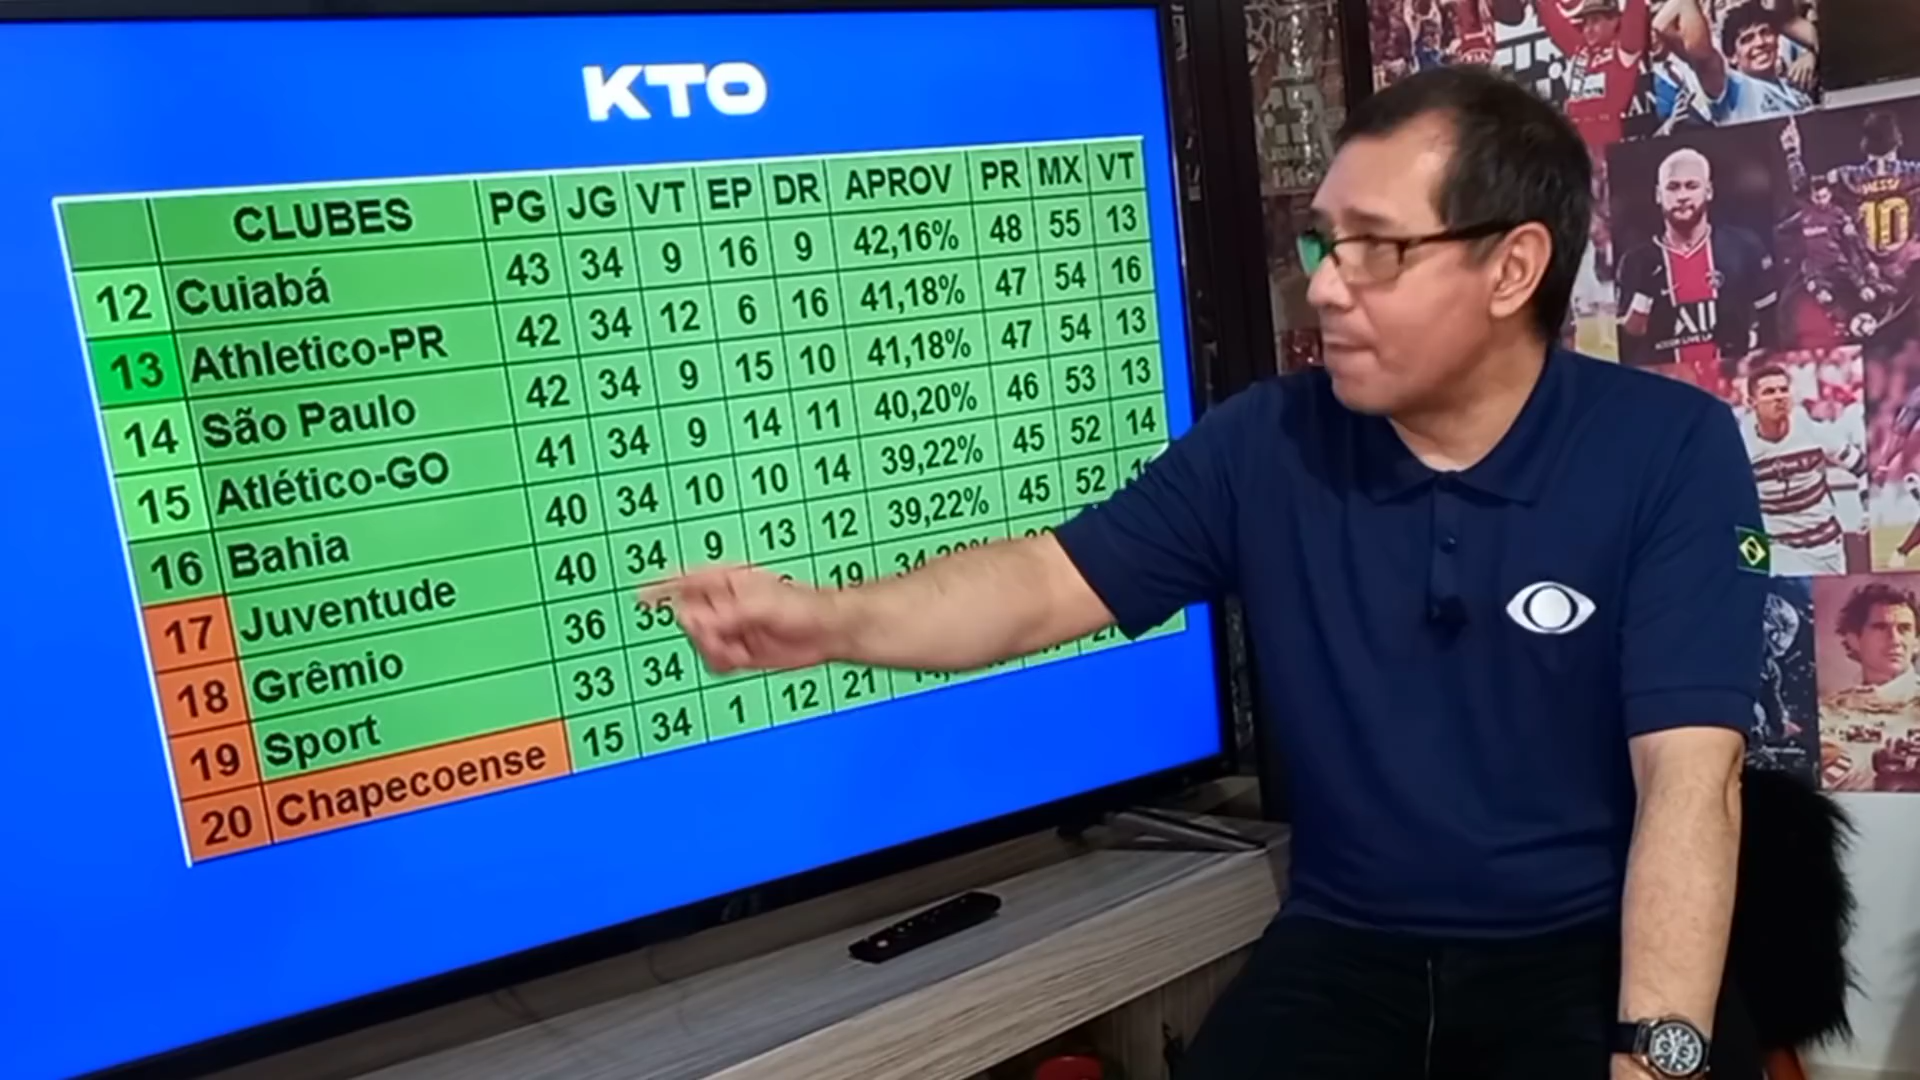 KTO
CLUBES PG JG VT EP DR APROV PR MX VT
12 Cuiabá 43 34 9 16 9 42,16% 48 55 13
13 Athletico-PR 42 34 12 6 16 41,18% 47 54 16
14 São Paulo 42 34 9 15 10 41,18% 47 54 13
15 Atlético-GO 41 34 9 14 11 40,20% 46 53 13
16 Bahia 40 34 10 10 14 39,22% 45 52 14
17 Juventude 40 34 9 13 12 39,22% 45 52
18 Grêmio 36 35 19
19 Sport 33 34
20 Chapecoense 15 34 1 12 21
MESSI
10